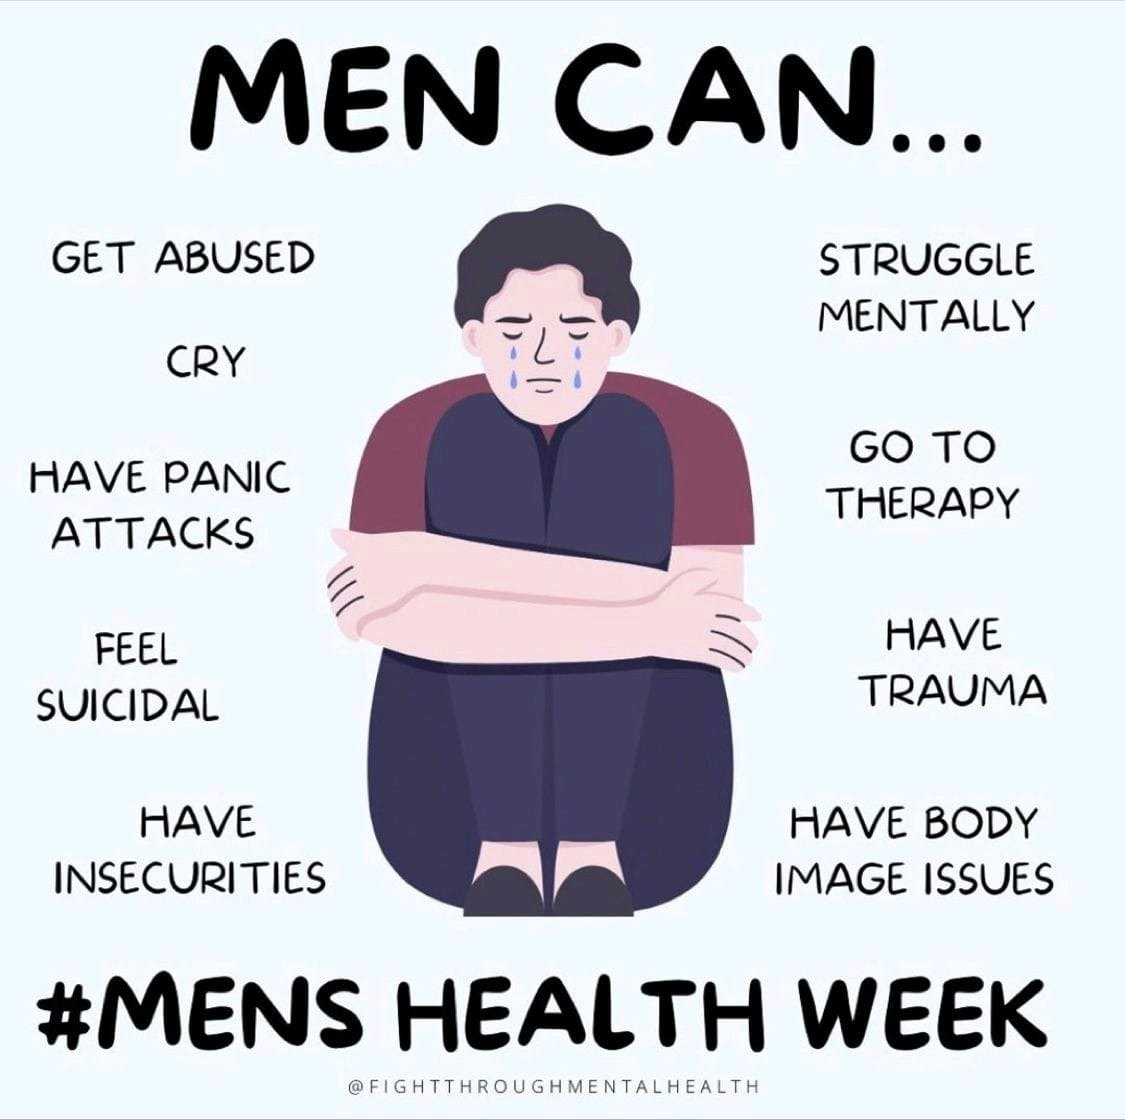 MEN CAN...
GET ABUSED
CRY
HAVE PANIC
ATTACKS
FEEL
SUICIDAL
HAVE
INSECURITIES
STRUGGLE
MENTALLY
GO TO
THERAPY
HAVE
TRAUMA
HAVE BODY
IMAGE ISSUES
#MENS HEALTH WEEK
@FIGHTTHROUGHMENTALHEALTH